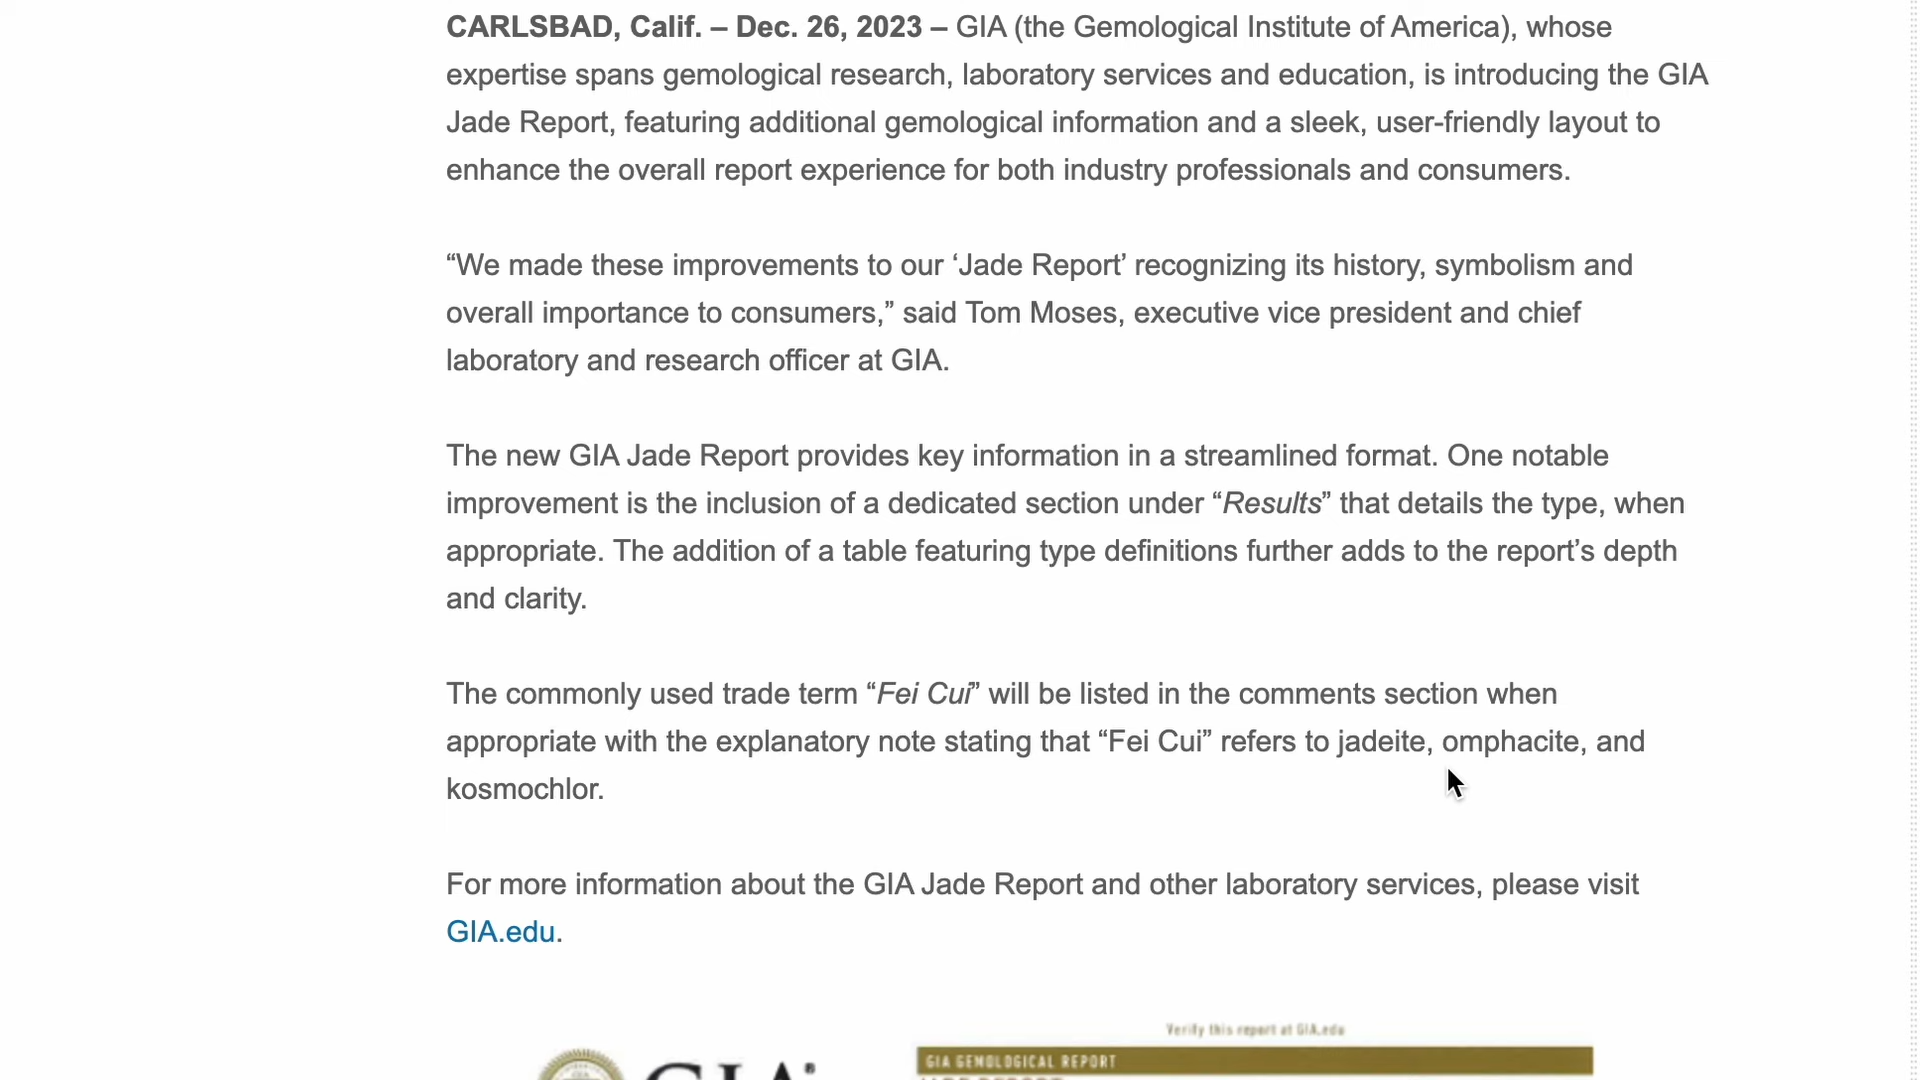 CARLSBAD, Calif. – Dec. 26, 2023 – GIA (the Gemological Institute of America), whose
expertise spans gemological research, laboratory services and education, is introducing the GIA
Jade Report, featuring additional gemological information and a sleek, user-friendly layout to
enhance the overall report experience for both industry professionals and consumers.
“We made these improvements to our ‘Jade Report’ recognizing its history, symbolism and
overall importance to consumers,” said Tom Moses, executive vice president and chief
laboratory and research officer at GIA.
The new GIA Jade Report provides key information in a streamlined format. One notable
improvement is the inclusion of a dedicated section under “Results” that details the type, when
appropriate. The addition of a table featuring type definitions further adds to the report’s depth
and clarity.
The commonly used trade term “Fei Cui” will be listed in the comments section when
appropriate with the explanatory note stating that “Fei Cui” refers to jadeite, omphacite, and
kosmochlor.
For more information about the GIA Jade Report and other laboratory services, please visit
GIA.edu.
Verify this report at GIA.edu
GIA®
GIA GEMOLOGICAL REPORT